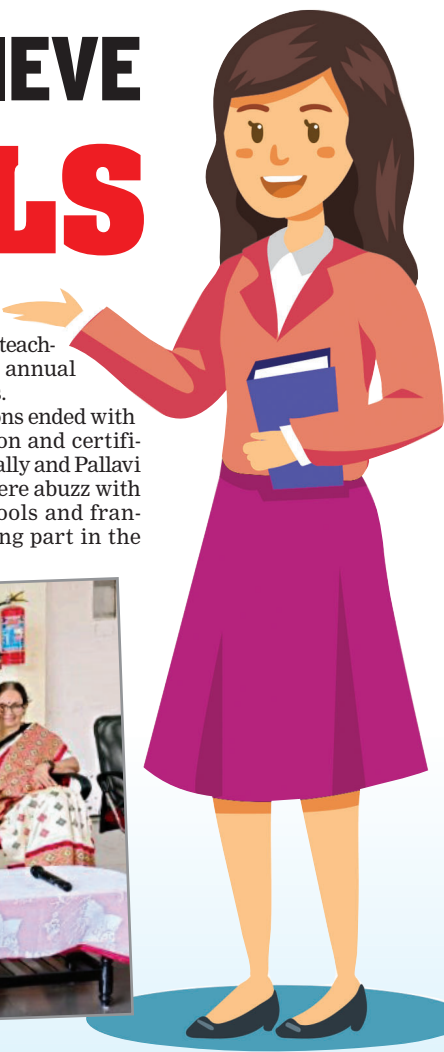 IEVE
LS
teach-
annual
s.
ns ended with
on and certifi-
ally and Pallavi
ere abuzz with
ools and fran-
ng part in the